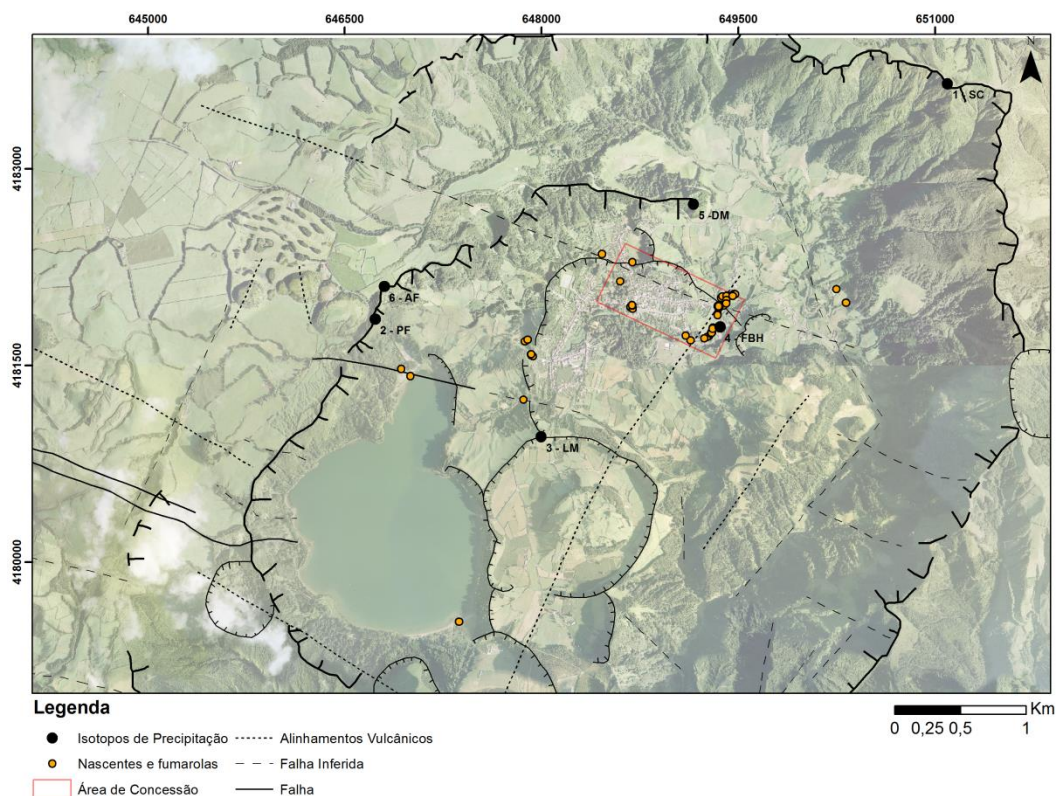 645000 646500 648000 649500 651000
N
1 - SC
4183000
5 -DM
6 - AF
2 - PF
4 - FBH
4181500
3 - LM
4180000
Legenda
Isotopos de Precipitação
Nascentes e fumarolas
Área de Concessão
Alinhamentos Vulcânicos
Falha Inferida
Falha
Km
0 0,25 0,5 1